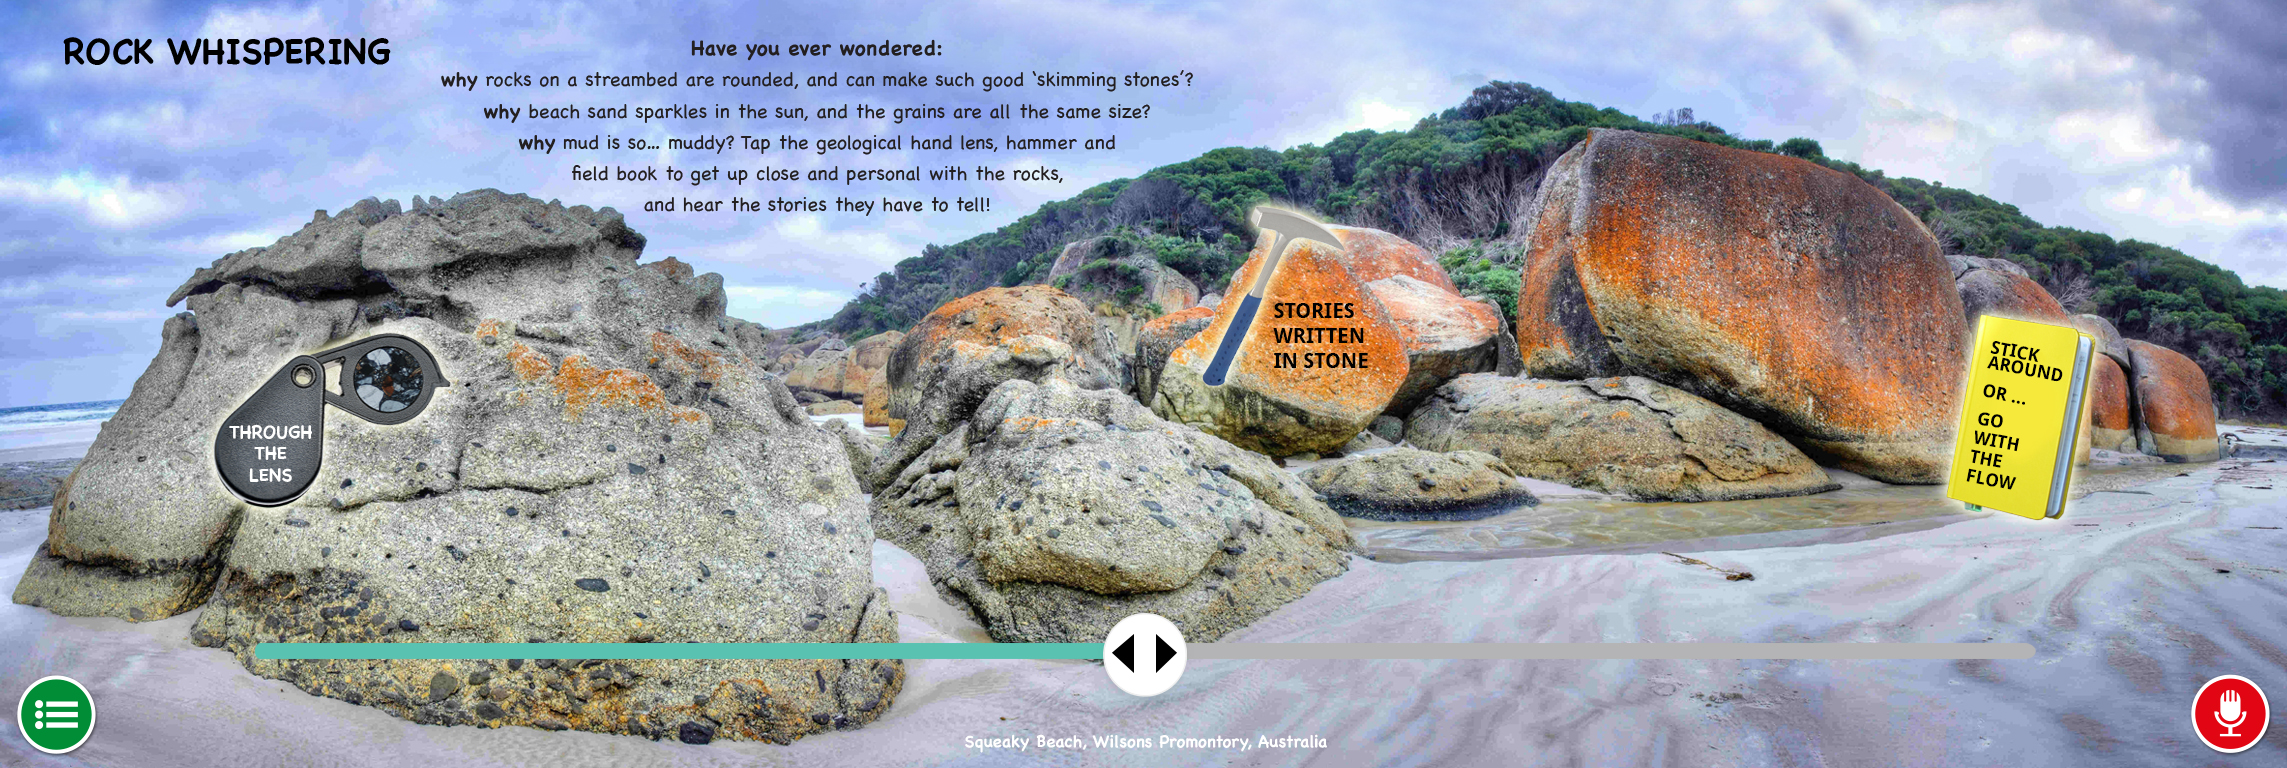 ROCK WHISPERING
Have you ever wondered:
why rocks on a streambed are rounded, and can make such good ‘skimming stones’?
why beach sand sparkles in the sun, and the grains are all the same size?
why mud is so... muddy? Tap the geological hand lens, hammer and
field book to get up close and personal with the rocks,
and hear the stories they have to tell!
THROUGH
THE
LENS
STORIES
WRITTEN
IN STONE
STICK
AROUND
OR ...
GO
WITH
THE
FLOW
Squeaky Beach, Wilsons Promontory, Australia